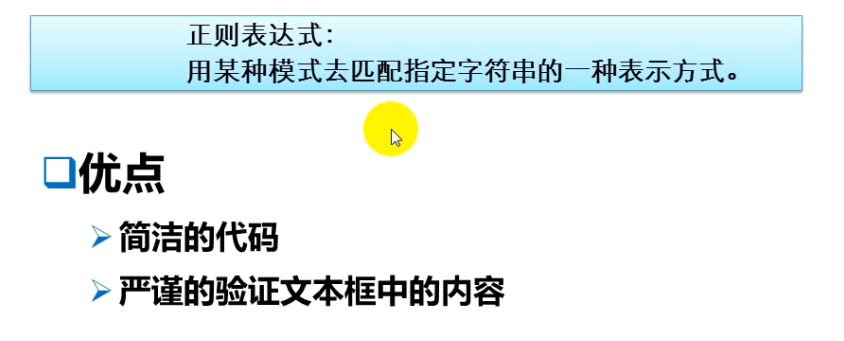 正则表达式：
用某种模式去匹配指定字符串的一种表示方式。
优点
简洁的代码
严谨的验证文本框中的内容